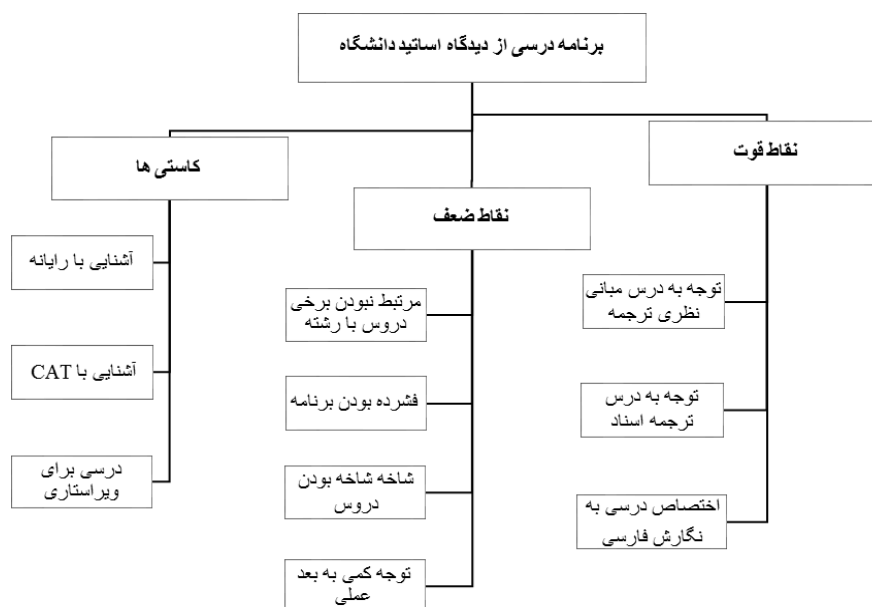 برنامه درسی از دیدگاه اساتید دانشگاه
نقاط قوت
توجه به درس مبانی
نظری ترجمه
توجه به درس
ترجمه اسناد
اختصاص درسی به
نگارش فارسی
نقاط ضعف
مرتبط نبودن برخی
دروس با رشته
فشرده بودن برنامه
شاخه شاخه بودن
دروس
توجه کمی به بعد
عملی
کاستی ها
آشنایی با رایانه
آشنایی با CAT
درسی برای
ویراستاری